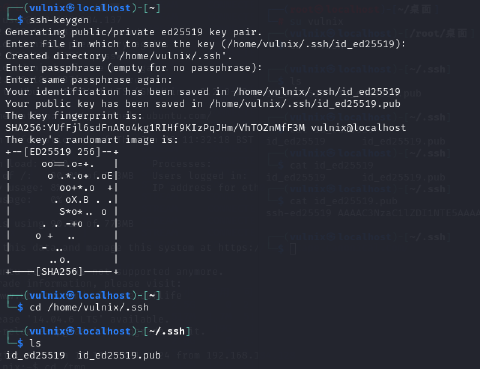 ┌──(vulnix㉿localhost)-[~]
└─$ ssh-keygen
Generating public/private ed25519 key pair.
Enter file in which to save the key (/home/vulnix/.ssh/id_ed25519):
Created directory '/home/vulnix/.ssh'.
Enter passphrase (empty for no passphrase):
Enter same passphrase again:
Your identification has been saved in /home/vulnix/.ssh/id_ed25519
Your public key has been saved in /home/vulnix/.ssh/id_ed25519.pub
The key fingerprint is:
SHA256:YUfFjl6sdFnARo4kg1RIHf9KIzPqJHm/VhTOZnMfF3M vulnix@localhost
The key's randomart image is:
+--[ED25519 256]--+
|     oo==.o=+.   |
|      o .*.o+ .oE|
|        oo+*.o  +|
|       . oX.B . .|
|        S*o*.. o |
|       . . -+o  .|
|    o +   ..     |
|     - ..        |
|      ..o.       |
+----[SHA256]-----+
┌──(vulnix㉿localhost)-[~]
└─$ cd /home/vulnix/.ssh
┌──(vulnix㉿localhost)-[~/.ssh]
└─$ ls
id_ed25519  id_ed25519.pub